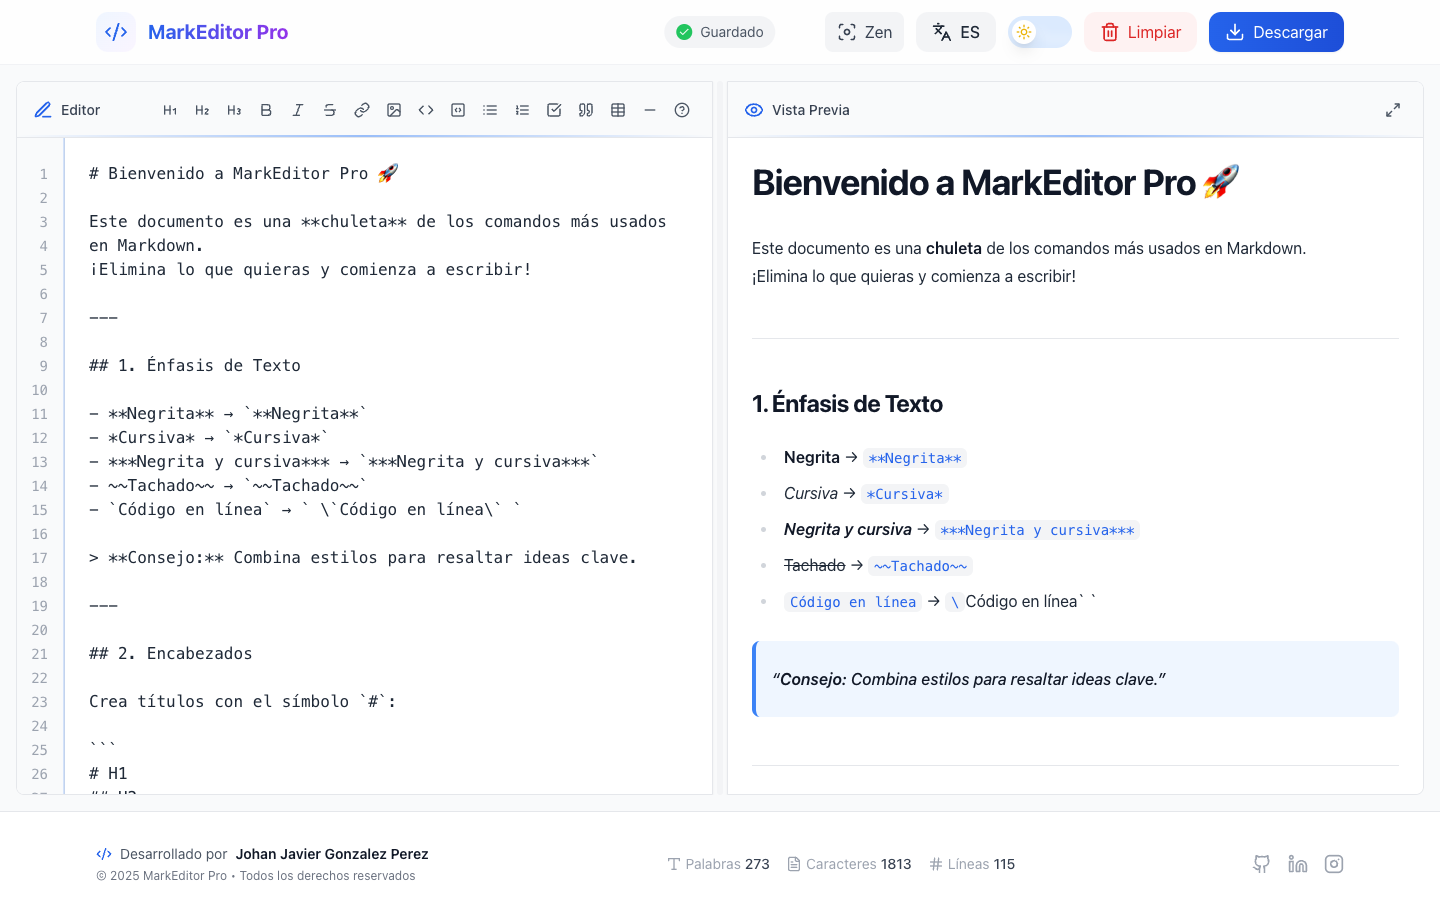 MarkEditor Pro
Guardado
Zen
ES
Limpiar
Descargar
Editor
H1 H2 H3 B I S
Vista Previa
1 # Bienvenido a MarkEditor Pro 🚀
2
3 Este documento es una **chuleta** de los comandos más usados
4 en Markdown.
5 ¡Elimina lo que quieras y comienza a escribir!
6
7 ---
8
9 ## 1. Énfasis de Texto
10
11 - **Negrita** → `**Negrita**`
12 - *Cursiva* → `*Cursiva*`
13 - ***Negrita y cursiva*** → `***Negrita y cursiva***`
14 - ~~Tachado~~ → `~~Tachado~~`
15 - `Código en línea` → ` \`Código en línea\` `
16
17 > **Consejo:** Combina estilos para resaltar ideas clave.
18
19 ---
20
21 ## 2. Encabezados
22
23 Crea títulos con el símbolo `#`:
24
25 ```
26 # H1
Bienvenido a MarkEditor Pro 🚀
Este documento es una chuleta de los comandos más usados en Markdown.
¡Elimina lo que quieras y comienza a escribir!
1. Énfasis de Texto
• Negrita → **Negrita**
• Cursiva → *Cursiva*
• Negrita y cursiva → ***Negrita y cursiva***
• Tachado → ~~Tachado~~
• Código en línea → \ Código en línea` `
“Consejo: Combina estilos para resaltar ideas clave.”
Desarrollado por Johan Javier Gonzalez Perez
© 2025 MarkEditor Pro • Todos los derechos reservados
Palabras 273
Caracteres 1813
Líneas 115